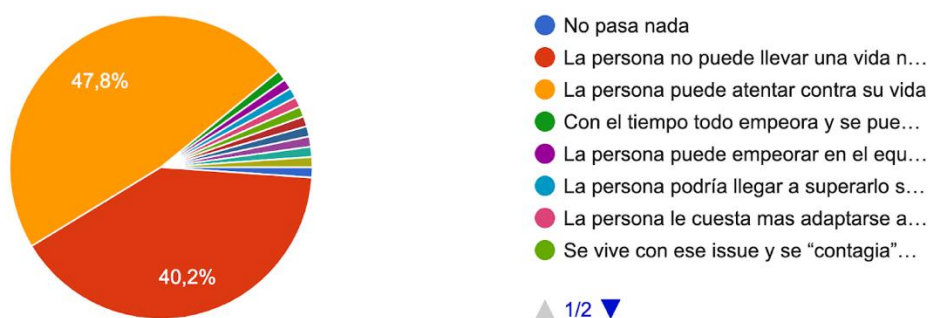 47,8%
40,2%
No pasa nada
La persona no puede llevar una vida n…
La persona puede atentar contra su vida
Con el tiempo todo empeora y se pue…
La persona puede empeorar en el equ…
La persona podría llegar a superarlo s…
La persona le cuesta mas adaptarse a…
Se vive con ese issue y se “contagia”…
1/2